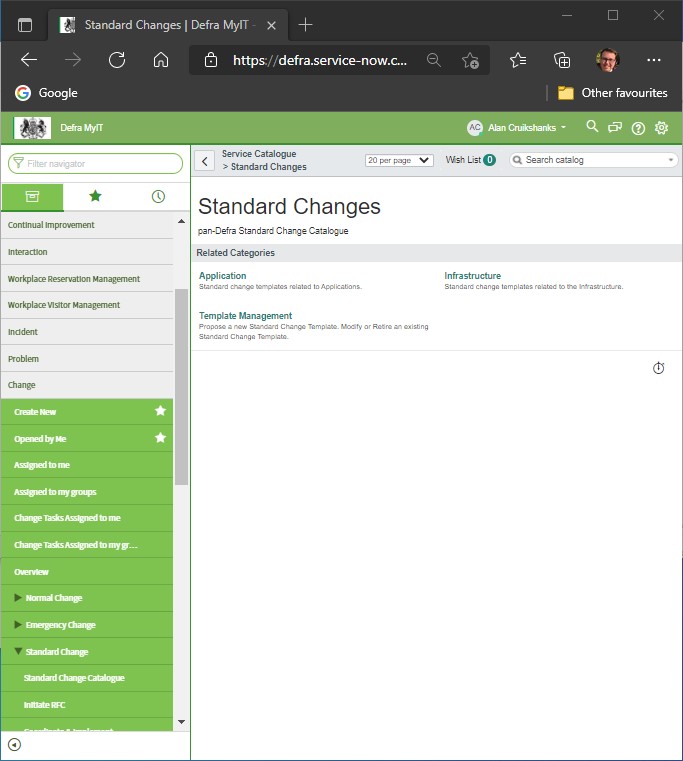 Standard Changes | Defra MyIT -
https://defra.service-now.c...
Google
Other favourites
Defra MyIT
AC Alan Cruikshanks
Filter navigator
Service Catalogue
> Standard Changes
20 per page
Wish List 0
Search catalog
Continual Improvement
Interaction
Workplace Reservation Management
Workplace Visitor Management
Incident
Problem
Change
Create New
Opened by Me
Assigned to me
Assigned to my groups
Change Tasks Assigned to me
Change Tasks Assigned to my gr...
Overview
Normal Change
Emergency Change
Standard Change
Standard Change Catalogue
Initiate RFC
Standard Changes
pan-Defra Standard Change Catalogue
Related Categories
Application
Standard change templates related to Applications.
Infrastructure
Standard change templates related to the Infrastructure.
Template Management
Propose a new Standard Change Template. Modify or Retire an existing
Standard Change Template.